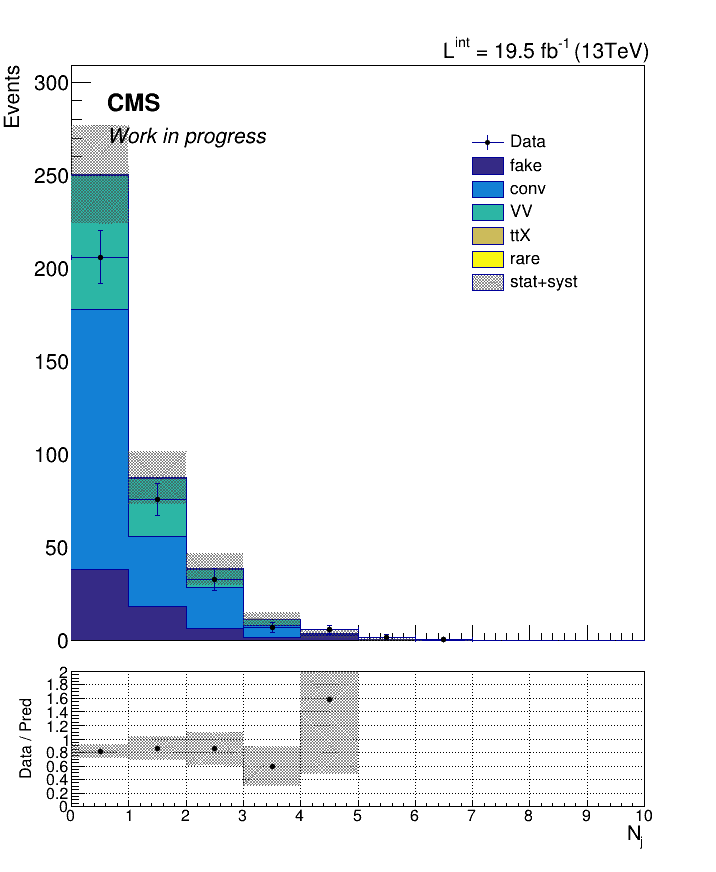 L^int = 19.5 fb^-1 (13TeV)
Events
CMS
Work in progress
300
250
200
150
100
50
0
Data
fake
conv
VV
ttX
rare
stat+syst
Data / Pred
2
1.8
1.6
1.4
1.2
1
0.8
0.6
0.4
0.2
0
0 1 2 3 4 5 6 7 8 9 10
N_j